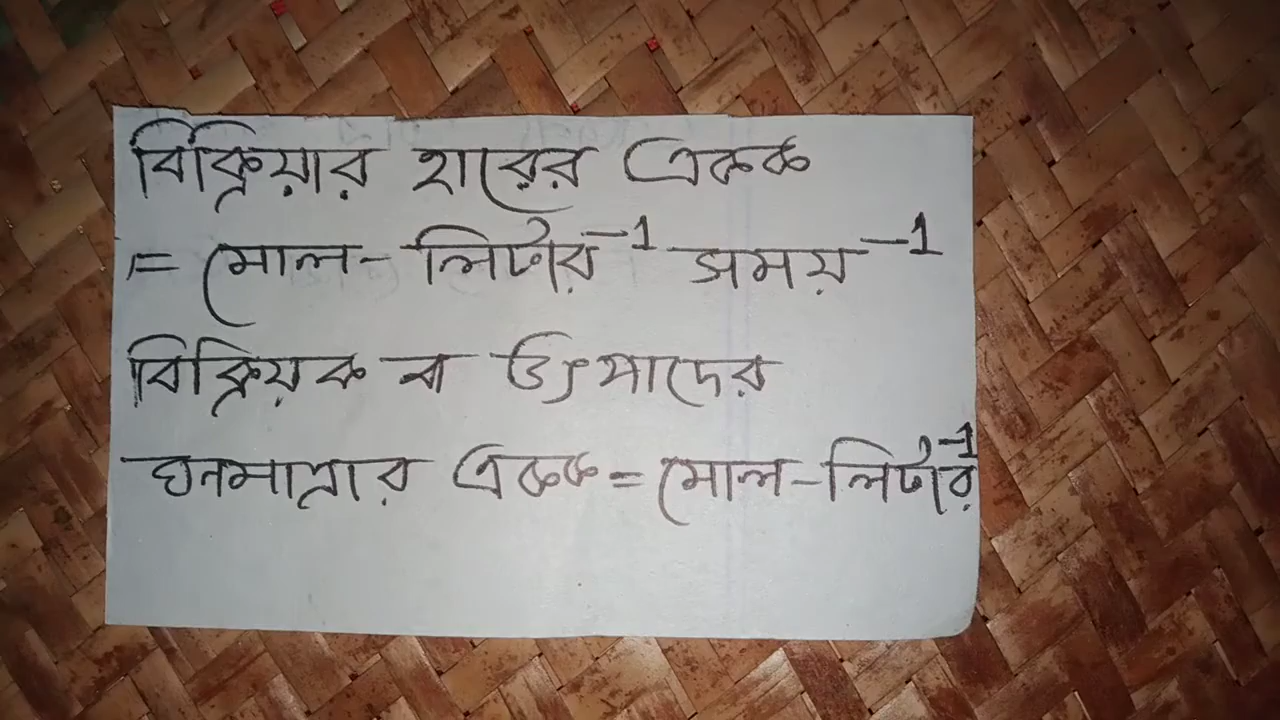 বিক্রিয়ার হারের একক
= মোল- লিটার⁻¹ সময়⁻¹
বিক্রিয়ক বা উৎপাদের
ঘনমাত্রার একক = মোল-লিটার⁻¹